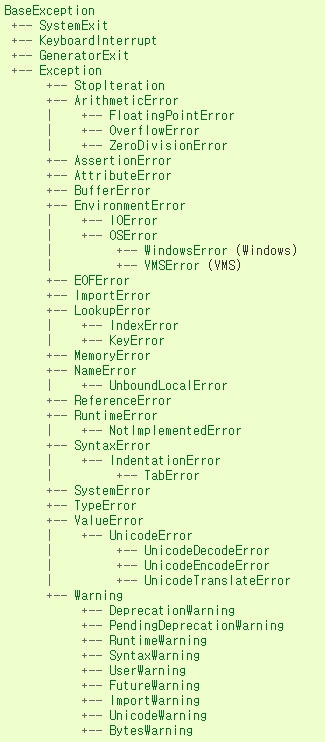 BaseException
 +-- SystemExit
 +-- KeyboardInterrupt
 +-- GeneratorExit
 +-- Exception
      +-- StopIteration
      +-- ArithmeticError
      |    +-- FloatingPointError
      |    +-- OverflowError
      |    +-- ZeroDivisionError
      +-- AssertionError
      +-- AttributeError
      +-- BufferError
      +-- EnvironmentError
      |    +-- IOError
      |    +-- OSError
      |         +-- WindowsError (Windows)
      |         +-- VMSError (VMS)
      +-- EOFError
      +-- ImportError
      +-- LookupError
      |    +-- IndexError
      |    +-- KeyError
      +-- MemoryError
      +-- NameError
      |    +-- UnboundLocalError
      +-- ReferenceError
      +-- RuntimeError
      |    +-- NotImplementedError
      +-- SyntaxError
      |    +-- IndentationError
      |         +-- TabError
      +-- SystemError
      +-- TypeError
      +-- ValueError
      |    +-- UnicodeError
      |         +-- UnicodeDecodeError
      |         +-- UnicodeEncodeError
      |         +-- UnicodeTranslateError
      +-- Warning
           +-- DeprecationWarning
           +-- PendingDeprecationWarning
           +-- RuntimeWarning
           +-- SyntaxWarning
           +-- UserWarning
           +-- FutureWarning
           +-- ImportWarning
           +-- UnicodeWarning
           +-- BytesWarning